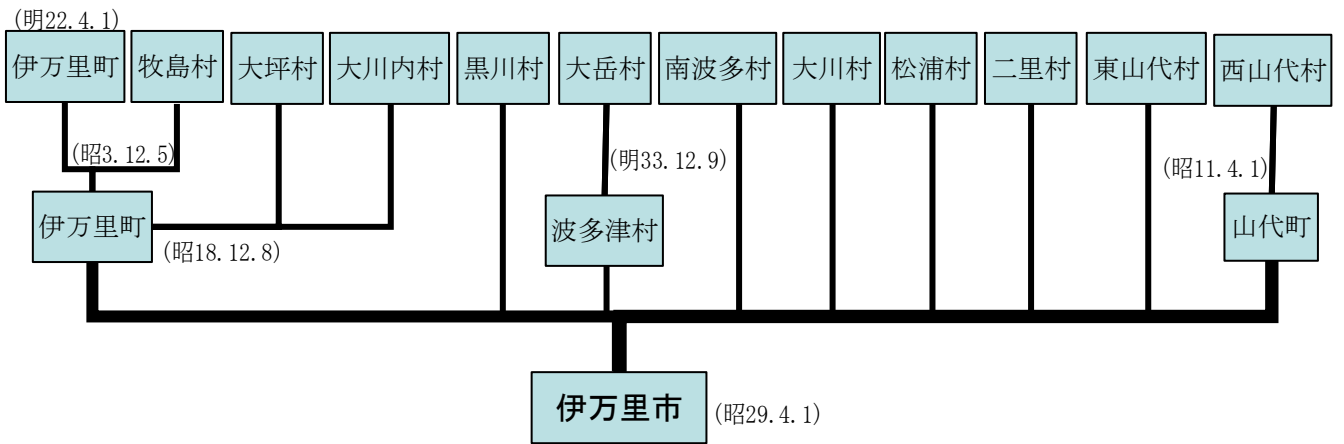 (明22.4.1)
伊万里町 牧島村 大坪村 大川内村 黒川村 大岳村 南波多村 大川村 松浦村 二里村 東山代村 西山代村
(昭3.12.5)
(明33.12.9)
(昭11.4.1)
伊万里町
波多津村
山代町
(昭18.12.8)
伊万里市
(昭29.4.1)